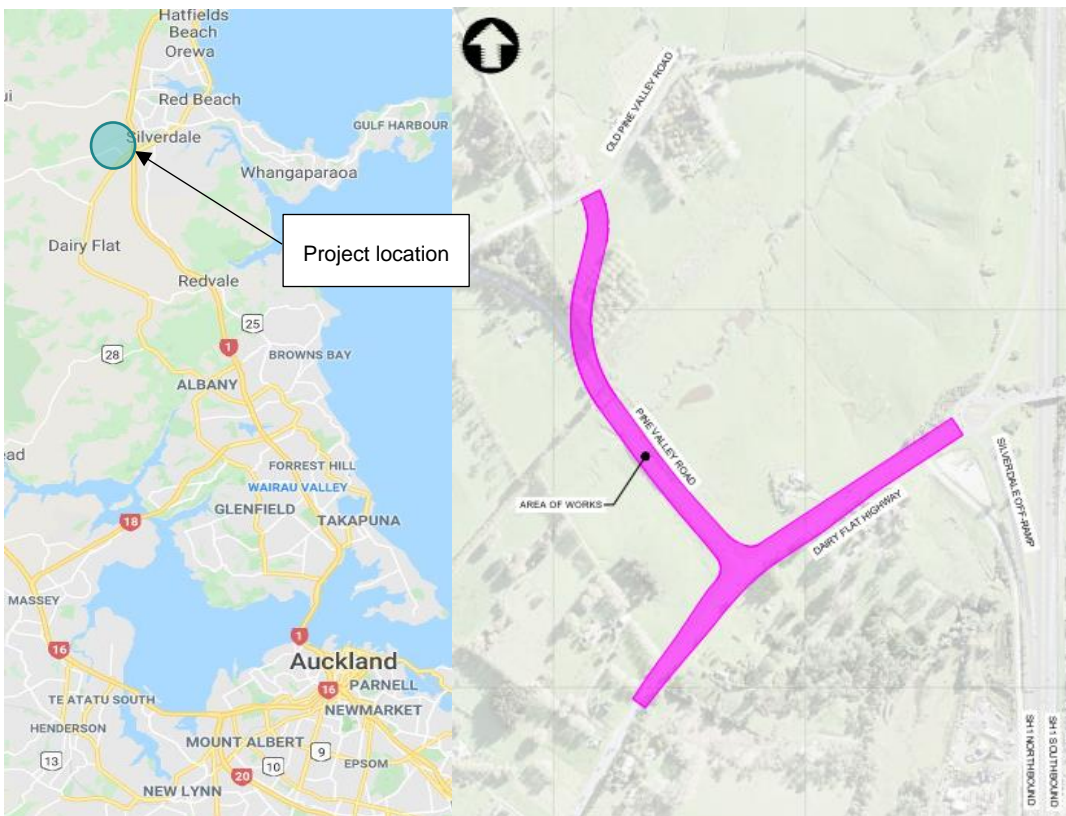 Hatfields
Beach
Orewa
Red Beach
GULF HARBOUR
Silverdale
Whangaparaoa
Project location
Dairy Flat
Redvale
25
1
28
BROWNS BAY
ALBANY
ead
FORREST HILL
WAIRAU VALLEY
GLENFIELD
TAKAPUNA
18
MASSEY
16
1
Auckland
16
PARNELL
NEWMARKET
TE ATATU SOUTH
HENDERSON
MOUNT ALBERT
9
13
10
EPSOM
20
NEW LYNN
OLD PINE VALLEY ROAD
PINE VALLEY ROAD
AREA OF WORKS
DAIRY FLAT HIGHWAY
SILVERDALE OFF-RAMP
SH1 NORTHBOUND
SH1 SOUTHBOUND